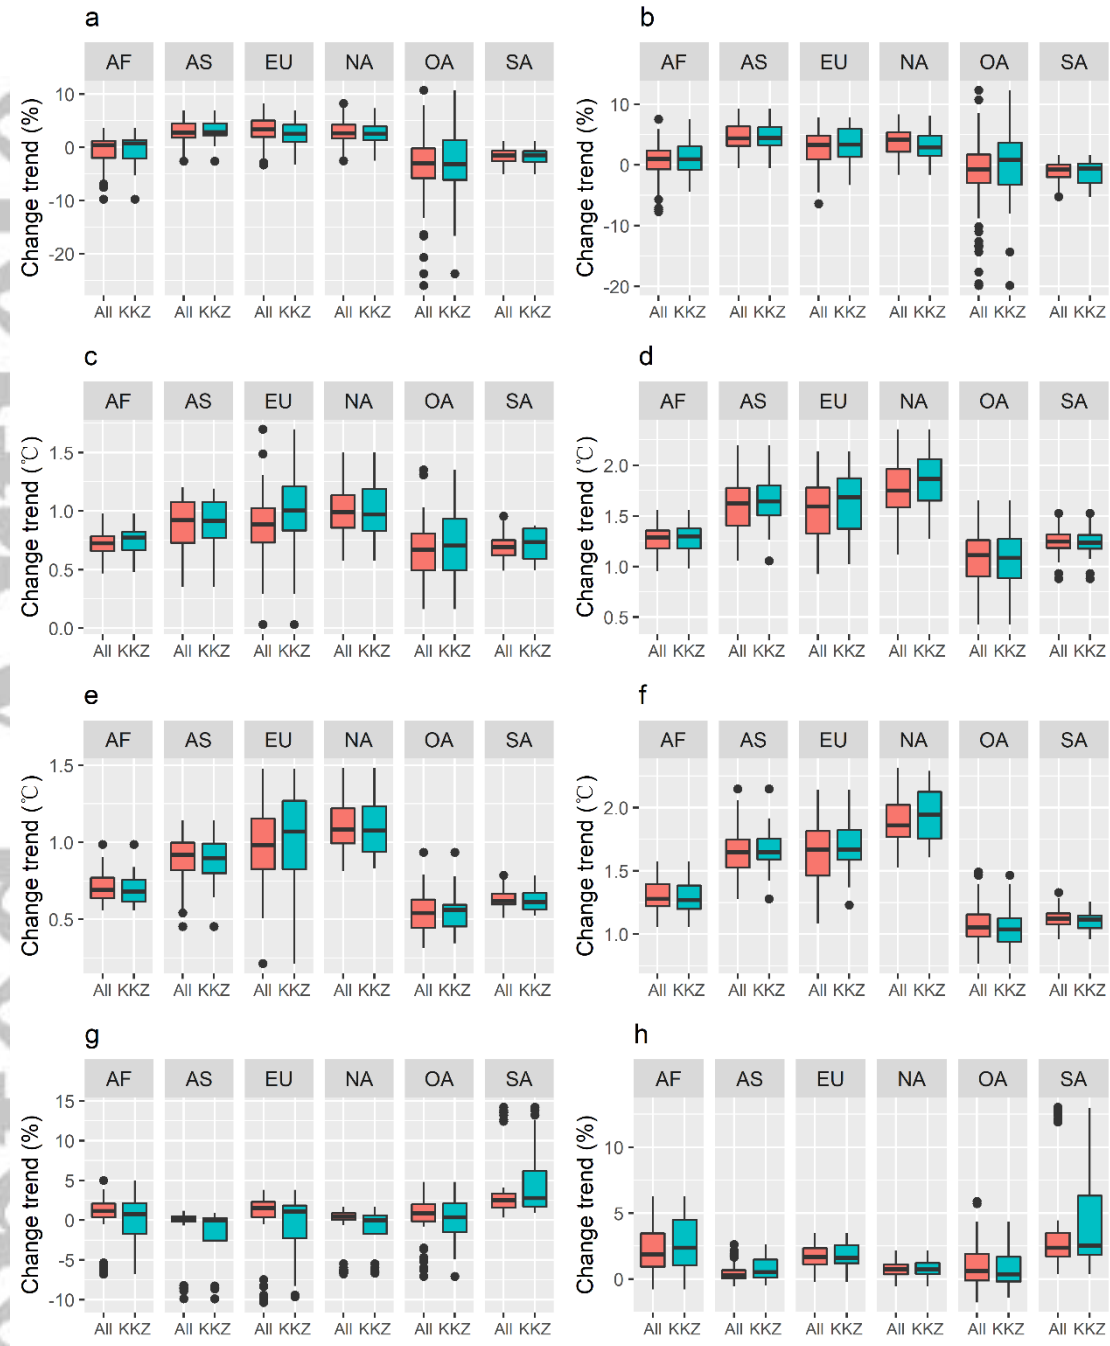 a
AF AS EU NA OA SA
Change trend (%)
10
0
-10
-20
All KKZ All KKZ All KKZ All KKZ All KKZ All KKZ
b
AF AS EU NA OA SA
Change trend (%)
10
0
-10
-20
All KKZ All KKZ All KKZ All KKZ All KKZ All KKZ
c
AF AS EU NA OA SA
Change trend (℃)
1.5
1.0
0.5
0.0
All KKZ All KKZ All KKZ All KKZ All KKZ All KKZ
d
AF AS EU NA OA SA
Change trend (℃)
2.0
1.5
1.0
0.5
All KKZ All KKZ All KKZ All KKZ All KKZ All KKZ
e
AF AS EU NA OA SA
Change trend (℃)
1.5
1.0
0.5
All KKZ All KKZ All KKZ All KKZ All KKZ All KKZ
f
AF AS EU NA OA SA
Change trend (℃)
2.0
1.5
1.0
All KKZ All KKZ All KKZ All KKZ All KKZ All KKZ
g
AF AS EU NA OA SA
Change trend (%)
15
10
5
0
-5
-10
All KKZ All KKZ All KKZ All KKZ All KKZ All KKZ
h
AF AS EU NA OA SA
Change trend (%)
10
5
0
All KKZ All KKZ All KKZ All KKZ All KKZ All KKZ